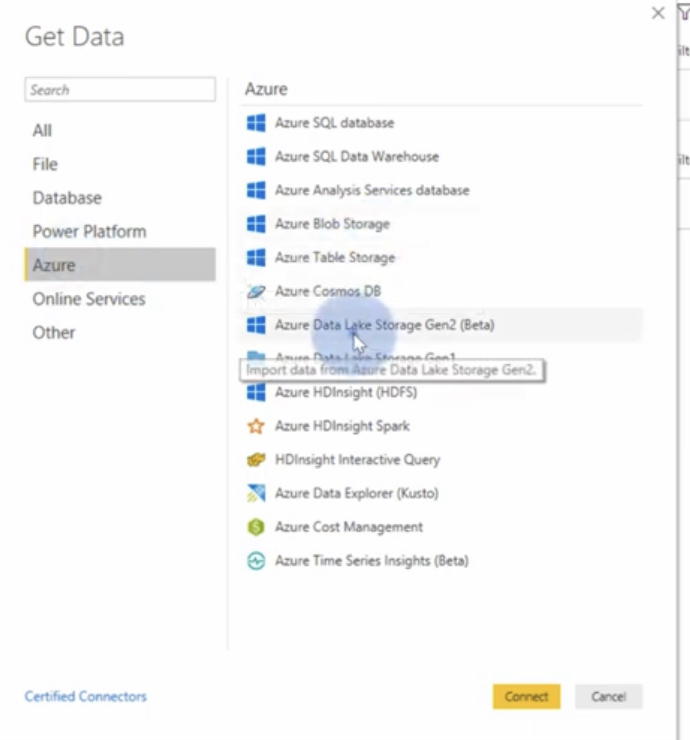 Get Data
Search
All
File
Database
Power Platform
Azure
Online Services
Other
Azure
Azure SQL database
Azure SQL Data Warehouse
Azure Analysis Services database
Azure Blob Storage
Azure Table Storage
Azure Cosmos DB
Azure Data Lake Storage Gen2 (Beta)
Azure Data Lake Storage Gen1
Import data from Azure Data Lake Storage Gen2.
Azure HDInsight (HDFS)
Azure HDInsight Spark
HDInsight Interactive Query
Azure Data Explorer (Kusto)
Azure Cost Management
Azure Time Series Insights (Beta)
Certified Connectors
Connect
Cancel